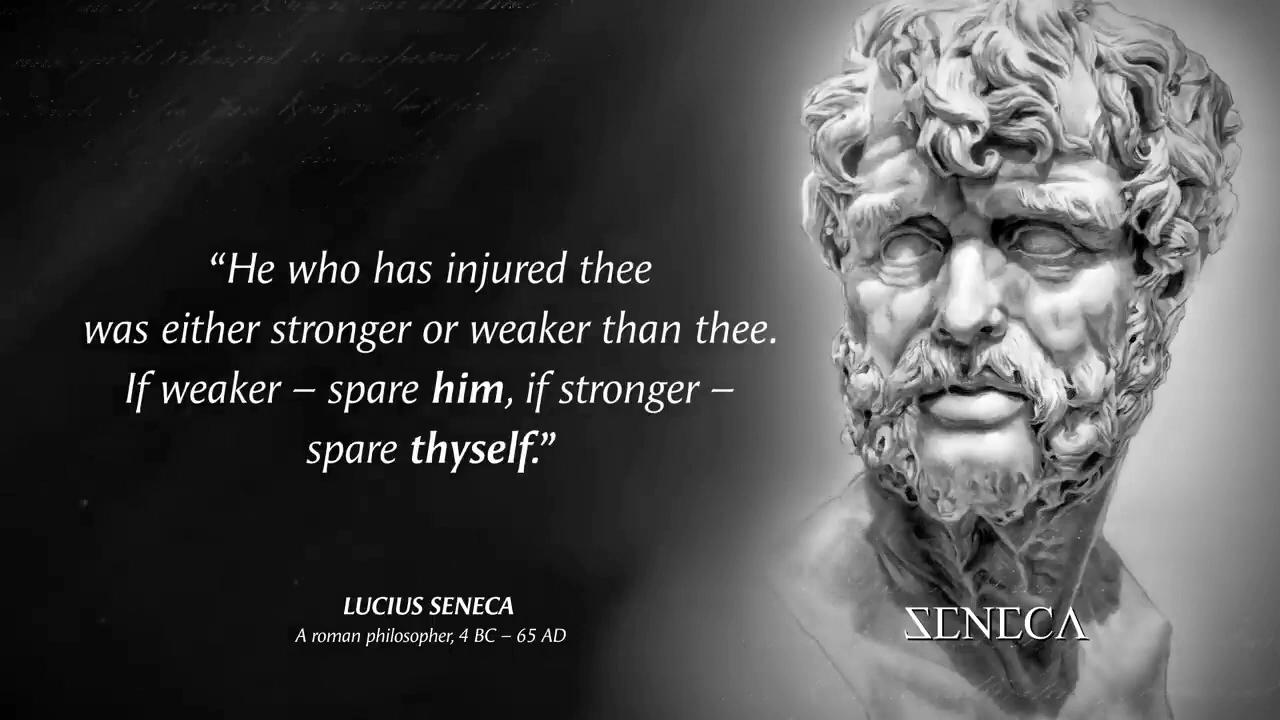 “He who has injured thee
was either stronger or weaker than thee.
If weaker – spare him, if stronger –
spare thyself.”
LUCIUS SENECA
A roman philosopher, 4 BC – 65 AD
SENECA